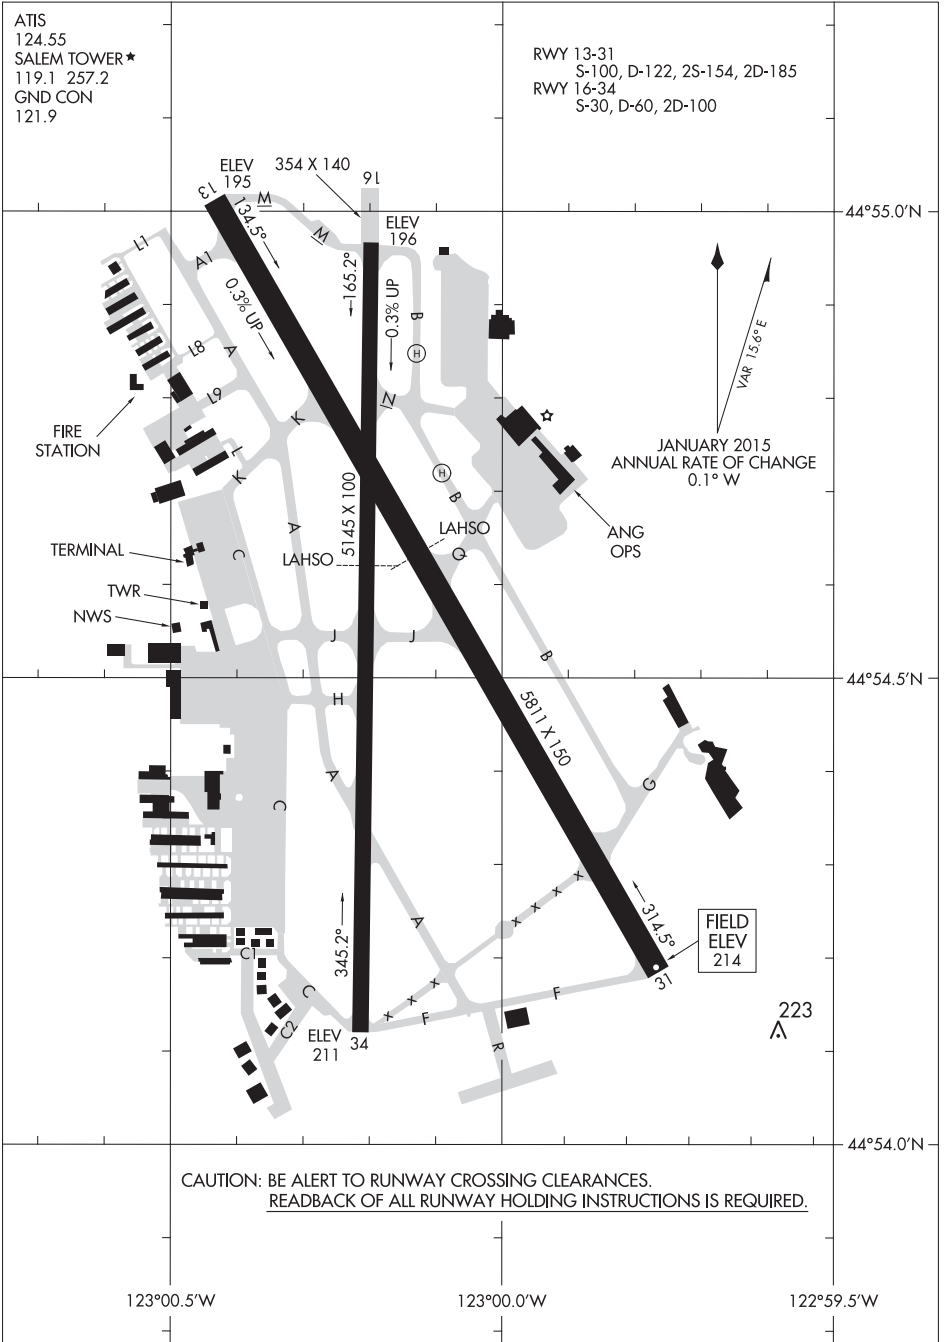 ATIS
124.55
SALEM TOWER★
119.1 257.2
GND CON
121.9
RWY 13-31
S-100, D-122, 2S-154, 2D-185
RWY 16-34
S-30, D-60, 2D-100
ELEV
195
354 X 140
13
16
M
M
ELEV
196
44°55.0'N
L1
A1
134.5°
165.2°
0.3% UP
0.3% UP
B
H
VAR 15.6° E
A
L8
L9
N
K
FIRE
STATION
JANUARY 2015
ANNUAL RATE OF CHANGE
0.1° W
L
K
H
B
5145 X 100
A
C
LAHSO
LAHSO
Q
ANG
OPS
TERMINAL
TWR
NWS
J
J
B
44°54.5'N
H
5811 X 150
A
G
C
A
345.2°
314.5°
FIELD
ELEV
214
C1
C
x
x
x
x
x
x
x
31
F
F
223
C2
ELEV
211
34
R
44°54.0'N
CAUTION: BE ALERT TO RUNWAY CROSSING CLEARANCES.
READBACK OF ALL RUNWAY HOLDING INSTRUCTIONS IS REQUIRED.
123°00.5'W
123°00.0'W
122°59.5'W